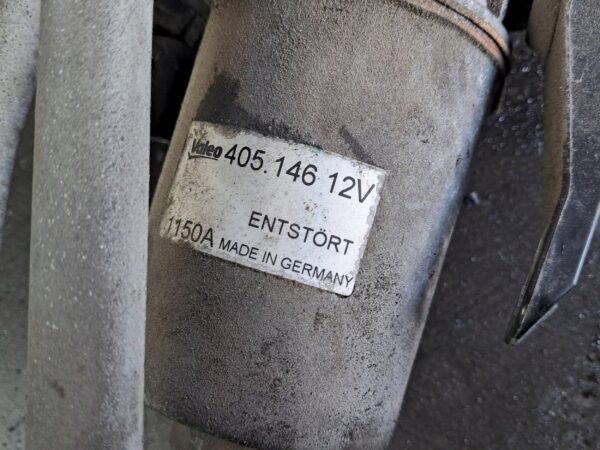 Valeo 405.146 12V
ENTSTÖRT
1150A MADE IN GERMANY